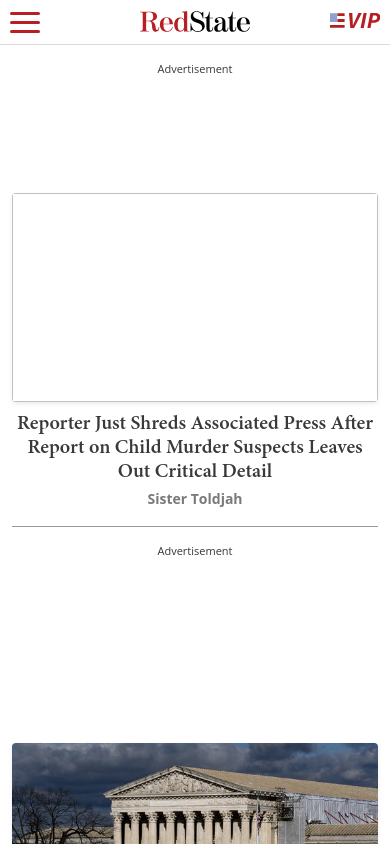 RedState
VIP
Advertisement
Reporter Just Shreds Associated Press After
Report on Child Murder Suspects Leaves
Out Critical Detail
Sister Toldjah
Advertisement